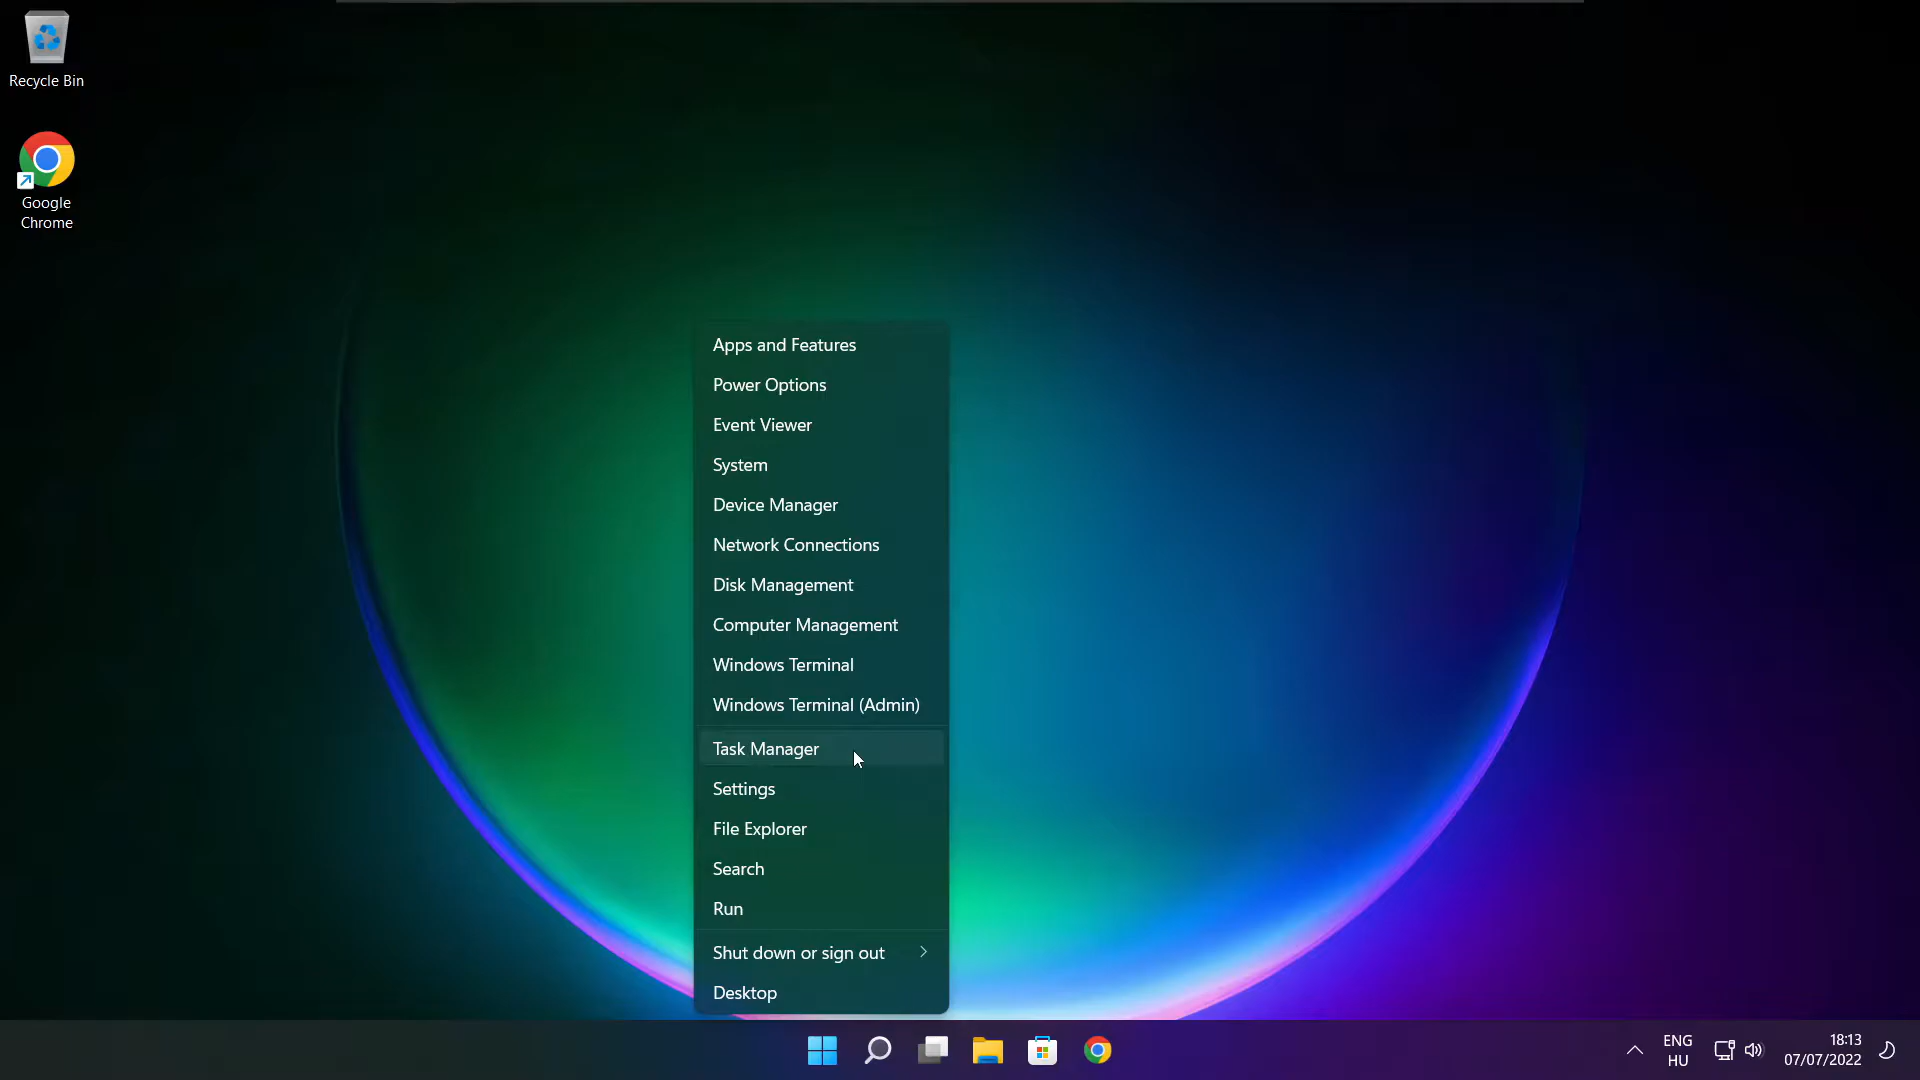 Recycle Bin
Google
Chrome
Apps and Features
Power Options
Event Viewer
System
Device Manager
Network Connections
Disk Management
Computer Management
Windows Terminal
Windows Terminal (Admin)
Task Manager
Settings
File Explorer
Search
Run
Shut down or sign out
Desktop
ENG
HU
18:13
07/07/2022